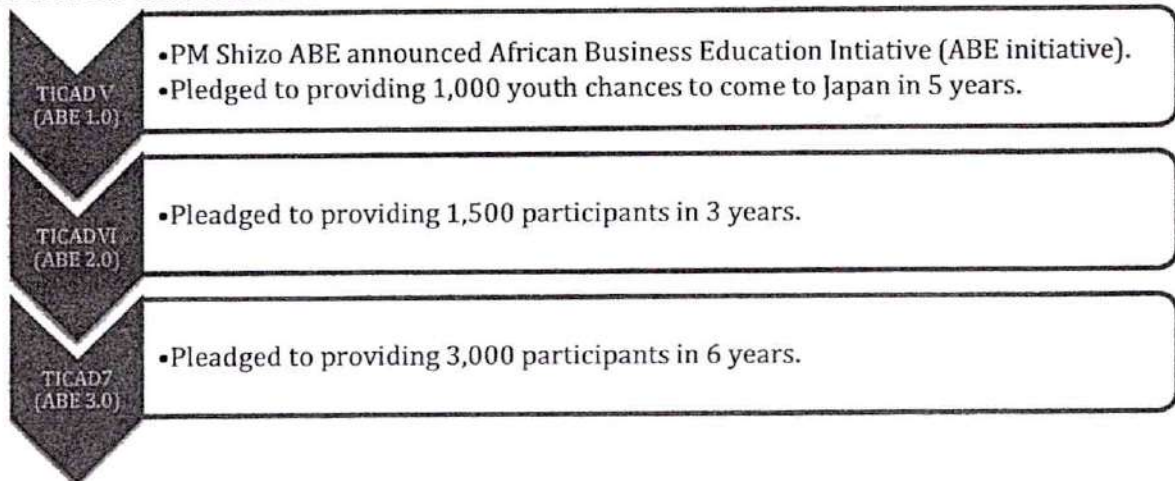 TICAD V
(ABE 1.0)
•PM Shizo ABE announced African Business Education Intiative (ABE initiative).
•Pledged to providing 1,000 youth chances to come to Japan in 5 years.
TICADVI
(ABE 2.0)
•Pleadged to providing 1,500 participants in 3 years.
TICAD7
(ABE 3.0)
•Pleadged to providing 3,000 participants in 6 years.